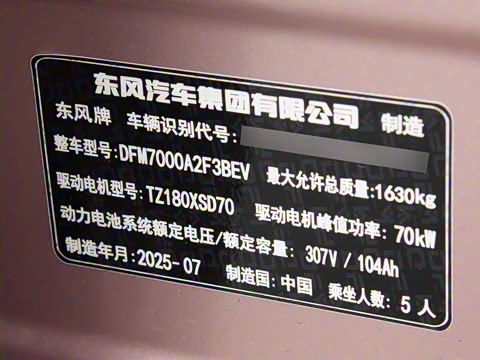 东风汽车集团有限公司 制造
东风牌 车辆识别代号:
整车型号:DFM7000A2F3BEV 最大允许总质量:1630kg
驱动电机型号:TZ180XSD70 驱动电机峰值功率:70kW
动力电池系统额定电压/额定容量: 307V / 104Ah
制造年月:2025-07 制造国:中国 乘坐人数:5人